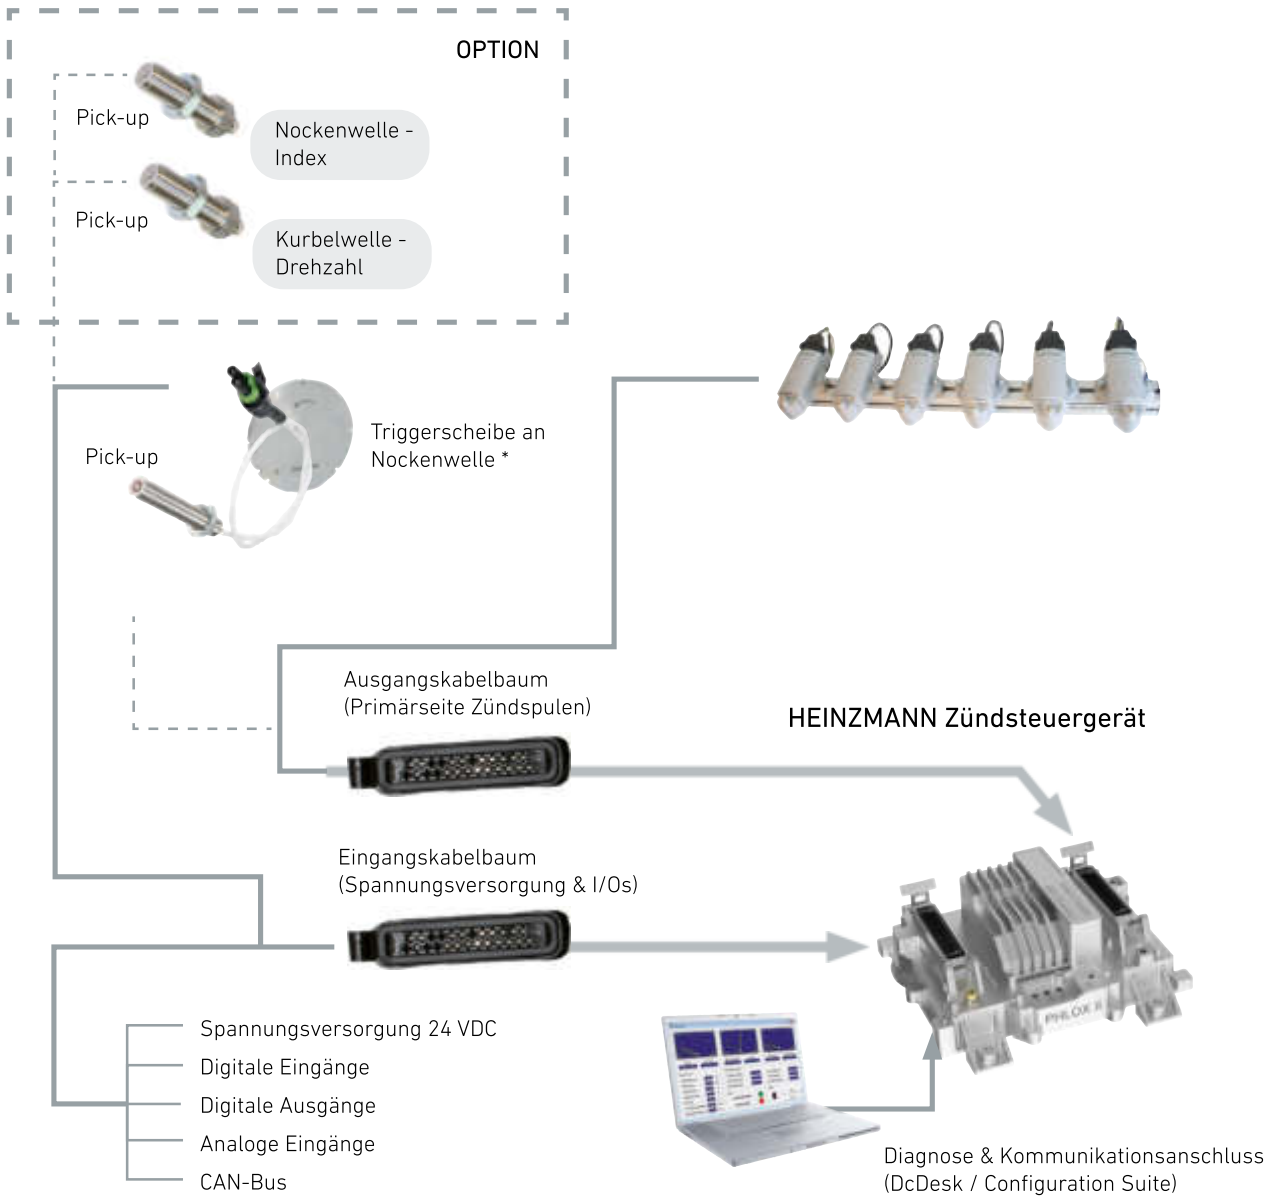 OPTION
Pick-up
Nockenwelle -
Index
Pick-up
Kurbelwelle -
Drehzahl
Triggerscheibe an
Nockenwelle *
Pick-up
Ausgangskabelbaum
(Primärseite Zündspulen)
HEINZMANN Zündsteuergerät
Eingangskabelbaum
(Spannungsversorgung & I/Os)
PHLOX II
Spannungsversorgung 24 VDC
Digitale Eingänge
Digitale Ausgänge
Analoge Eingänge
CAN-Bus
Diagnose & Kommunikationsanschluss
(DcDesk / Configuration Suite)